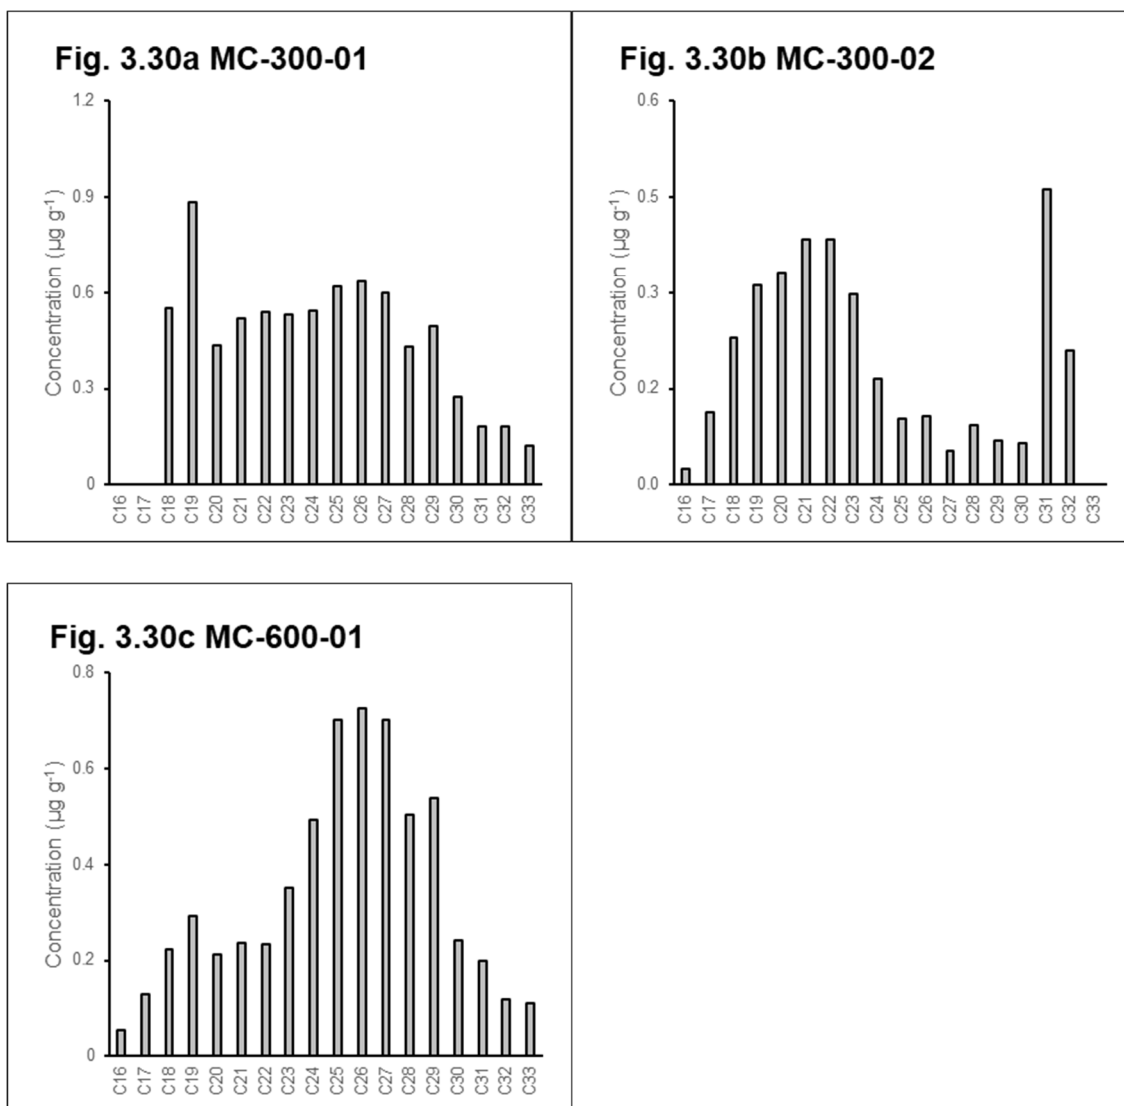 Fig. 3.30a MC-300-01
1.2
0.9
0.6
0.3
0
Concentration (µg g⁻¹)
C16 C17 C18 C19 C20 C21 C22 C23 C24 C25 C26 C27 C28 C29 C30 C31 C32 C33
Fig. 3.30b MC-300-02
0.6
0.5
0.3
0.2
0.0
Concentration (µg g⁻¹)
C16 C17 C18 C19 C20 C21 C22 C23 C24 C25 C26 C27 C28 C29 C30 C31 C32 C33
Fig. 3.30c MC-600-01
0.8
0.6
0.4
0.2
0
Concentration (µg g⁻¹)
C16 C17 C18 C19 C20 C21 C22 C23 C24 C25 C26 C27 C28 C29 C30 C31 C32 C33